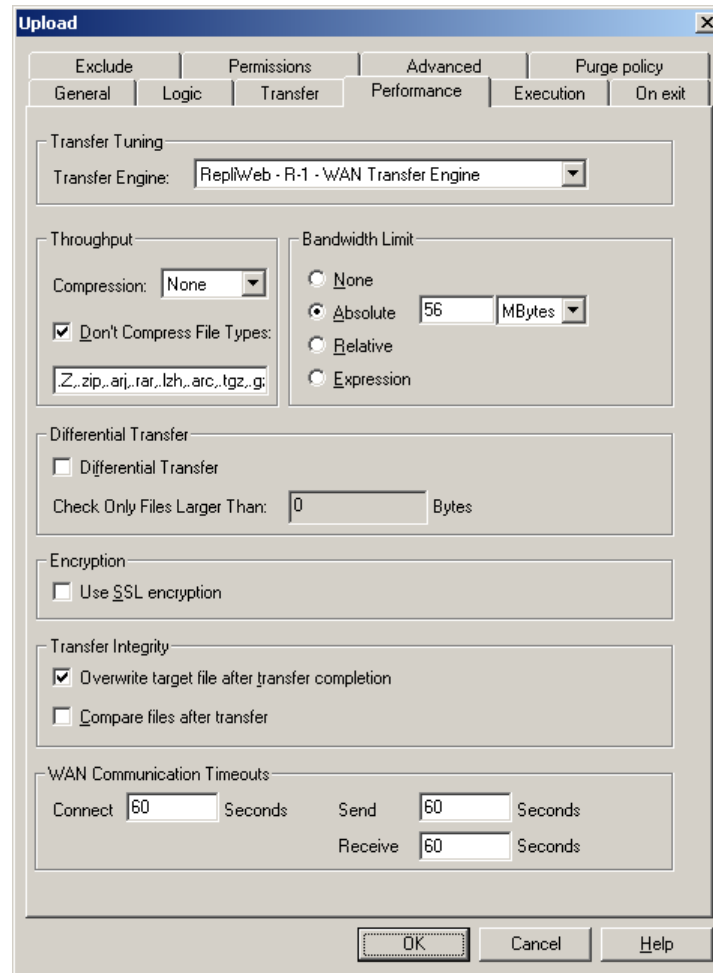 Upload
Exclude Permissions Advanced Purge policy
General Logic Transfer Performance Execution On exit
Transfer Tuning
Transfer Engine: RepliWeb - R-1 - WAN Transfer Engine
Throughput
Compression: None
Don't Compress File Types:
.Z,.zip,.arj,.rar,.lzh,.arc,.tgz,.gz
Bandwidth Limit
None
Absolute 56 MBytes
Relative
Expression
Differential Transfer
Differential Transfer
Check Only Files Larger Than: 0 Bytes
Encryption
Use SSL encryption
Transfer Integrity
Overwrite target file after transfer completion
Compare files after transfer
WAN Communication Timeouts
Connect 60 Seconds Send 60 Seconds
Receive 60 Seconds
OK Cancel Help